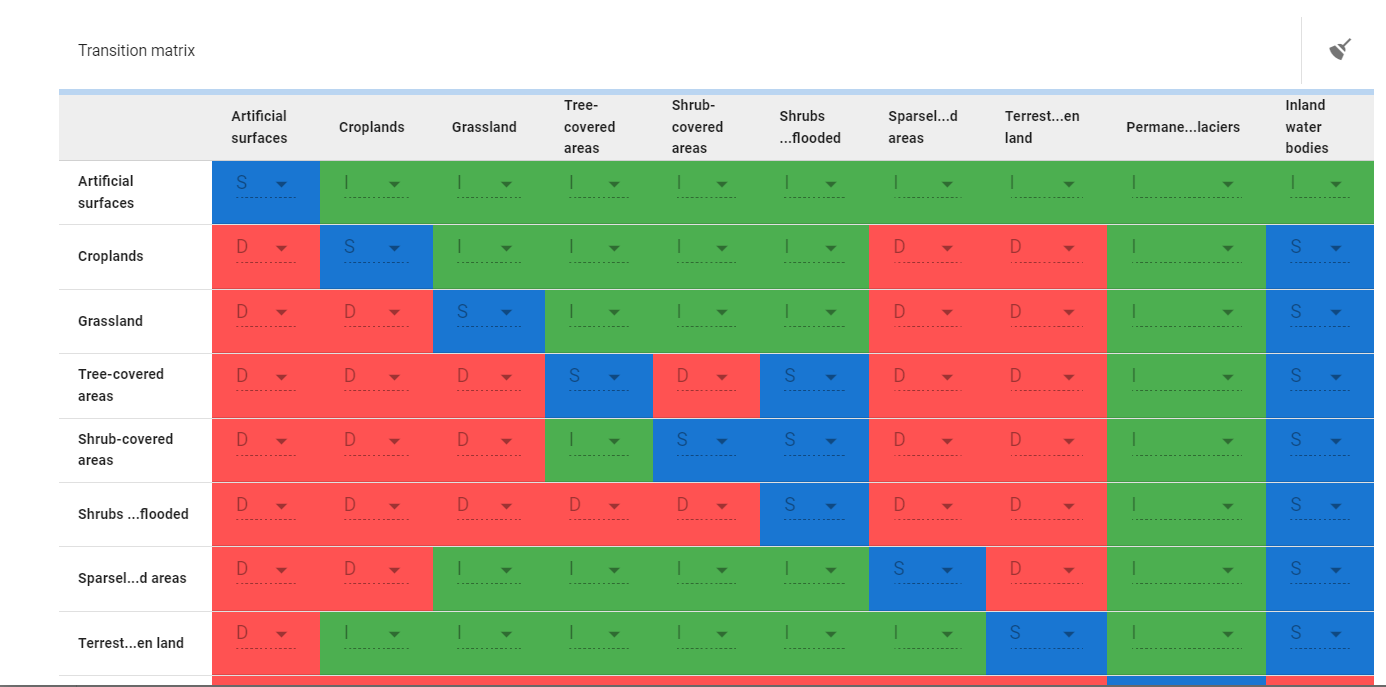 Transition matrix
Artificial surfaces Croplands Grassland Tree-covered areas Shrub-covered areas Shrubs ...flooded Sparsel...d areas Terrest...en land Permane...laciers Inland water bodies
Artificial surfaces S I I I I I I I I I
Croplands D S I I I I D D I S
Grassland D D S I I I D D I S
Tree-covered areas D D D S D S D D I S
Shrub-covered areas D D D I S S D D I S
Shrubs ...flooded D D D D D S D D I S
Sparsel...d areas D D I I I I S D I S
Terrest...en land D I I I I I I S I S